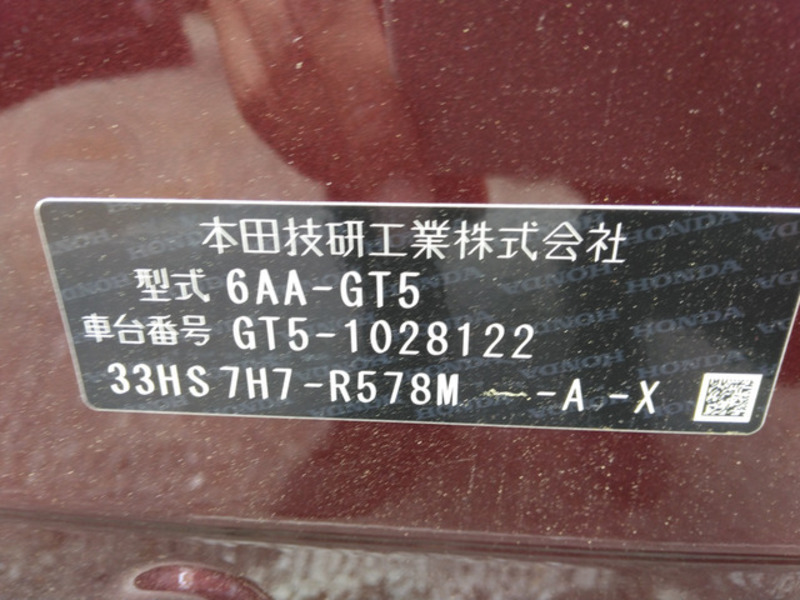 本田技研工業株式会社
型式 6AA-GT5
車台番号 GT5-1028122
33HS 7H7-R578M -A -X